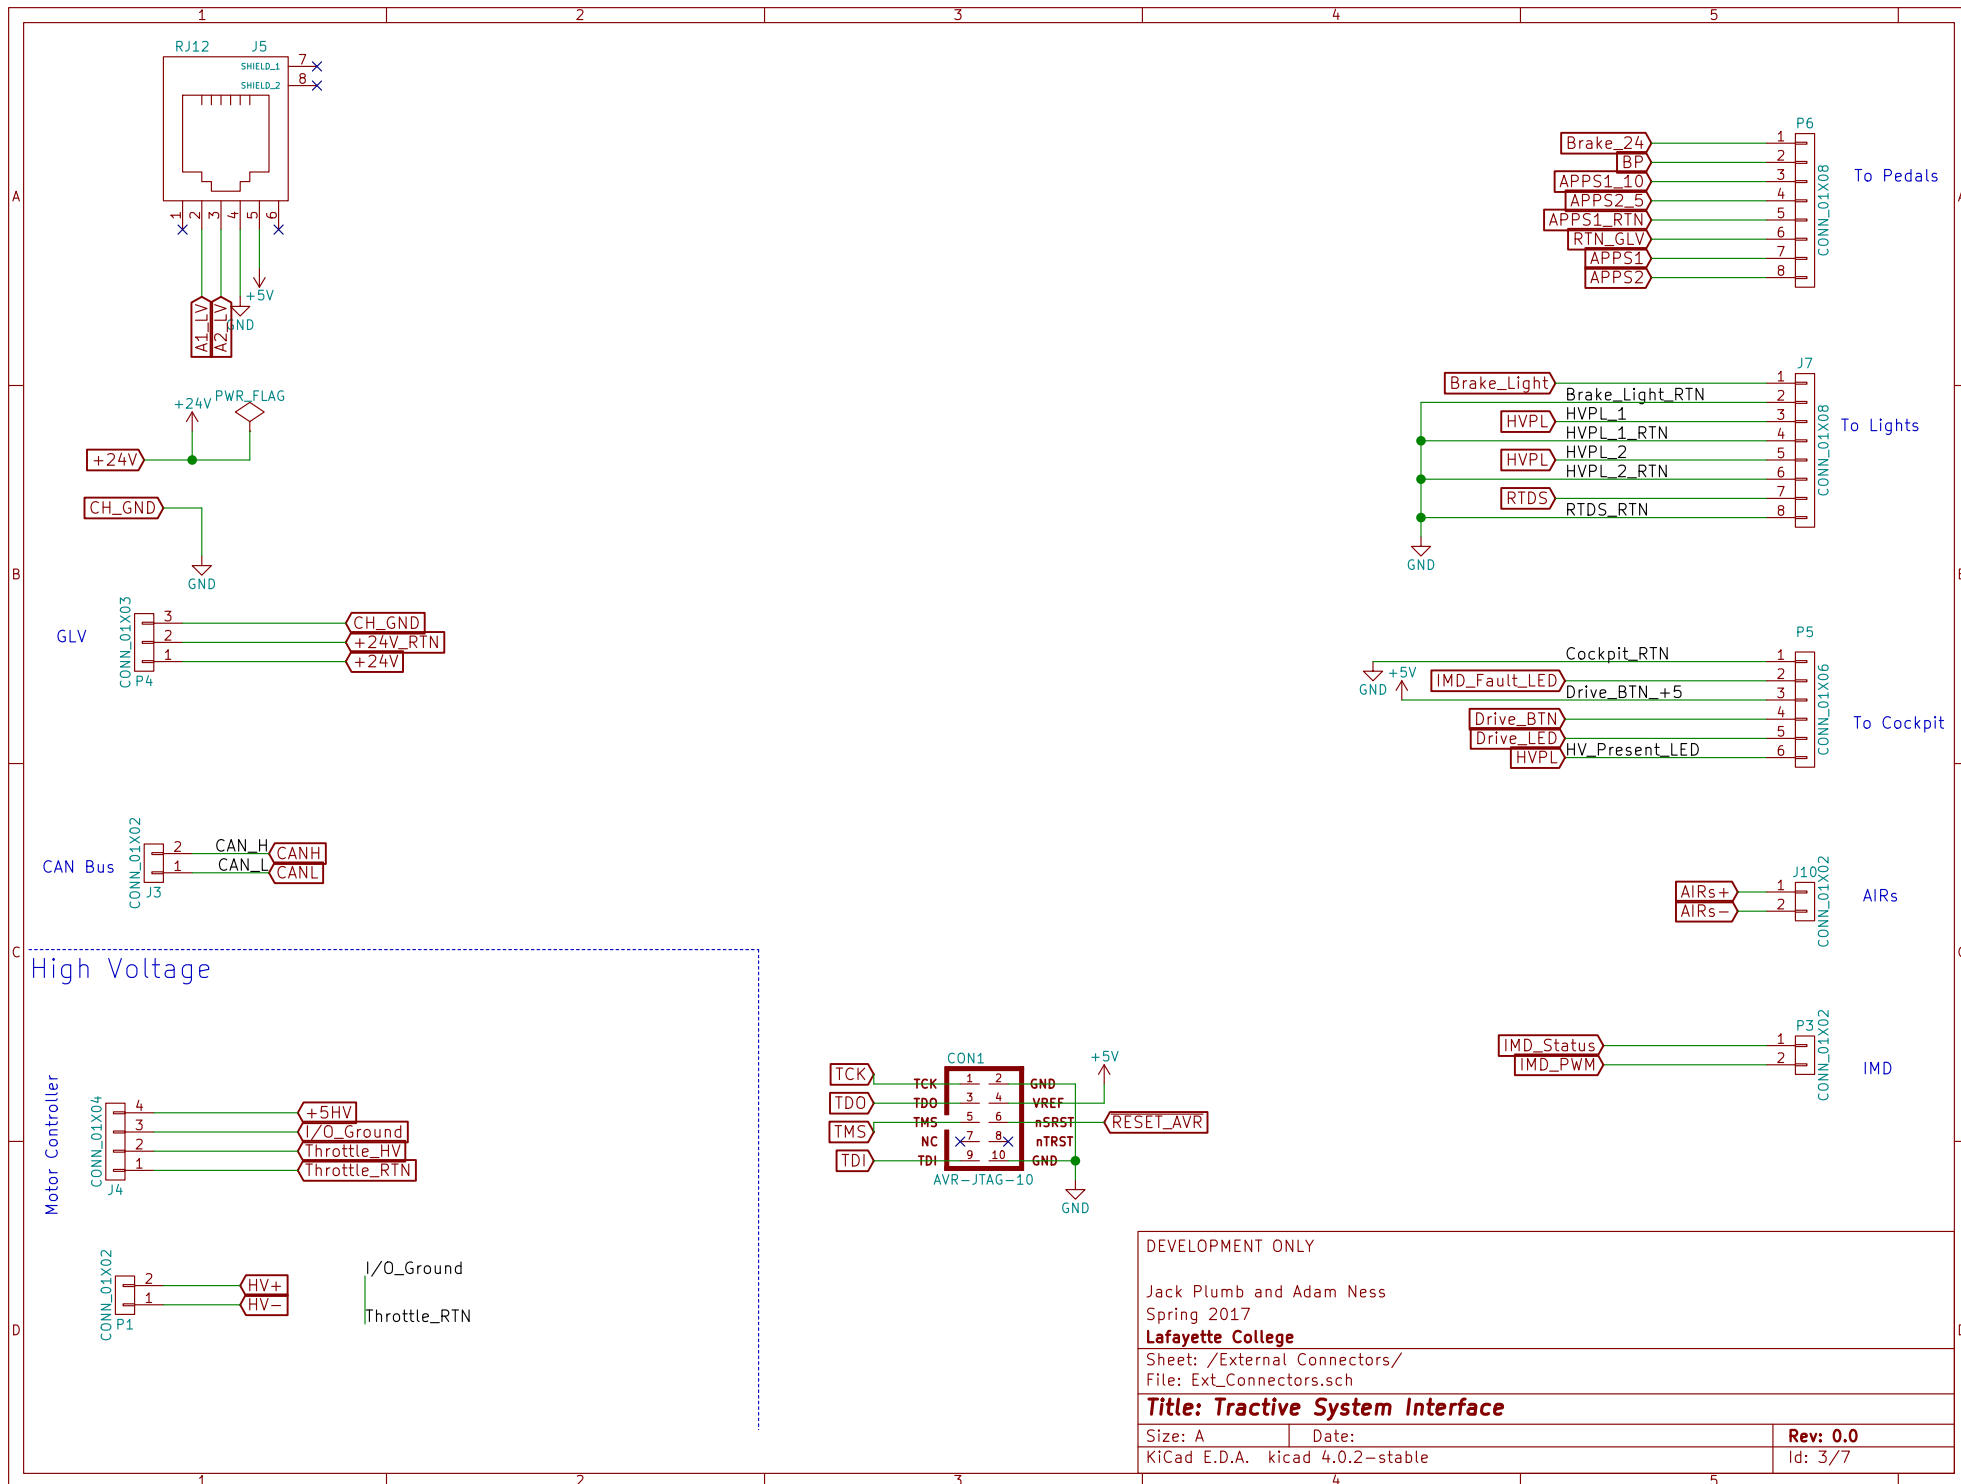 1 2 3 4 5
RJ12 J5
SHIELD_1 7
SHIELD_2 8
1 2 3 4 5 6
+5V
GND
A1_LV
A2_LV
A
+24V PWR_FLAG
+24V
CH_GND
GND
B
GLV
CONN_01X03
P4
3 CH_GND
2 +24V_RTN
1 +24V
CAN Bus
CONN_01X02
J3
2 CAN_H CANH
1 CAN_L CANL
C
High Voltage
Motor Controller
CONN_01X04
J4
4 +5HV
3 I/O_Ground
2 Throttle_HV
1 Throttle_RTN
CONN_01X02
P1
2 HV+
1 HV-
I/O_Ground
Throttle_RTN
D
CON1
+5V
TCK TCK 1 2 GND
TDO TDO 3 4 VREF
TMS TMS 5 6 nSRST RESET_AVR
NC 7 8 nTRST
TDI TDI 9 10 GND
AVR-JTAG-10
GND
P6
Brake_24 1
BP 2
APPS1_10 3
APPS2_5 4
APPS1_RTN 5
RTN_GLV 6
APPS1 7
APPS2 8
CONN_01X08
To Pedals
J7
Brake_Light 1
Brake_Light_RTN 2
HVPL HVPL_1 3
HVPL_1_RTN 4
HVPL HVPL_2 5
HVPL_2_RTN 6
RTDS 7
RTDS_RTN 8
GND
CONN_01X08
To Lights
P5
Cockpit_RTN 1
GND +5V
IMD_Fault_LED 2
Drive_BTN_+5 3
Drive_BTN 4
Drive_LED 5
HVPL HV_Present_LED 6
CONN_01X06
To Cockpit
J10
AIRs+ 1
AIRs- 2
CONN_01X02
AIRs
P3
IMD_Status 1
IMD_PWM 2
CONN_01X02
IMD
DEVELOPMENT ONLY
Jack Plumb and Adam Ness
Spring 2017
Lafayette College
Sheet: /External Connectors/
File: Ext_Connectors.sch
Title: Tractive System Interface
Size: A Date: Rev: 0.0
KiCad E.D.A. kicad 4.0.2-stable Id: 3/7
1 2 3 4 5